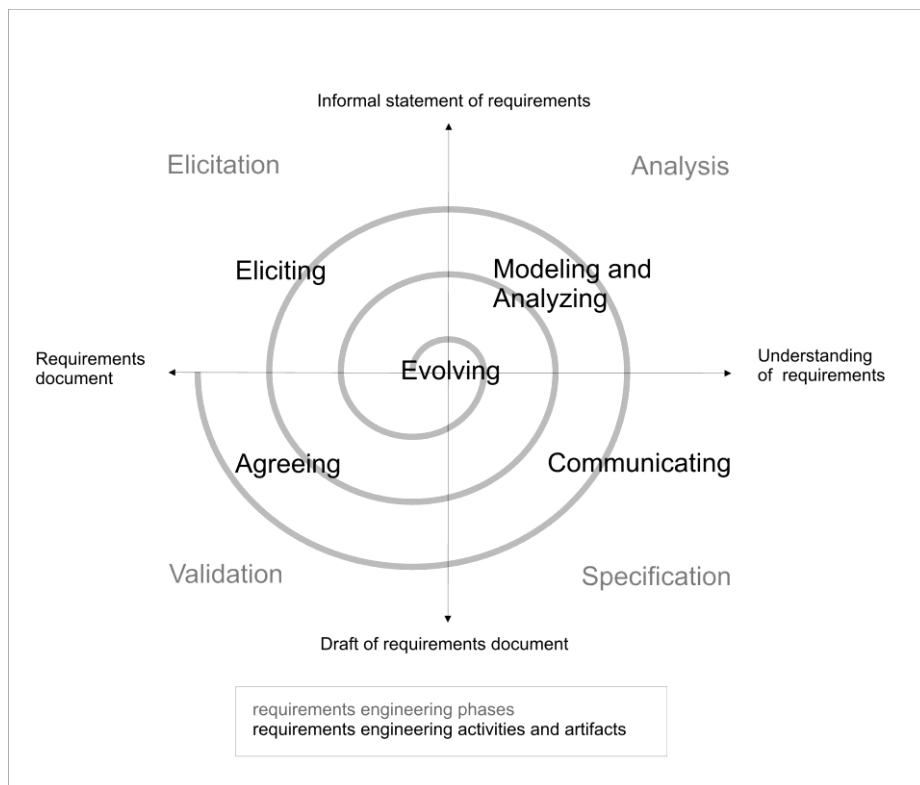 Informal statement of requirements
Elicitation
Analysis
Eliciting
Modeling and
Analyzing
Requirements
document
Evolving
Understanding
of requirements
Agreeing
Communicating
Validation
Specification
Draft of requirements document
requirements engineering phases
requirements engineering activities and artifacts